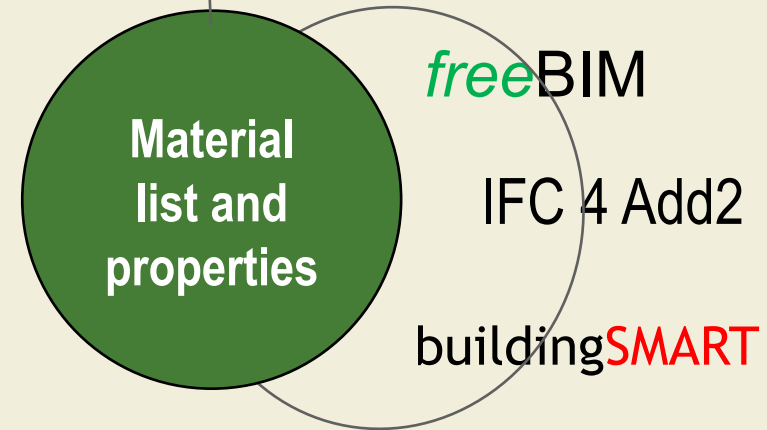 Material
list and
properties
freeBIM
IFC 4 Add2
buildingSMART